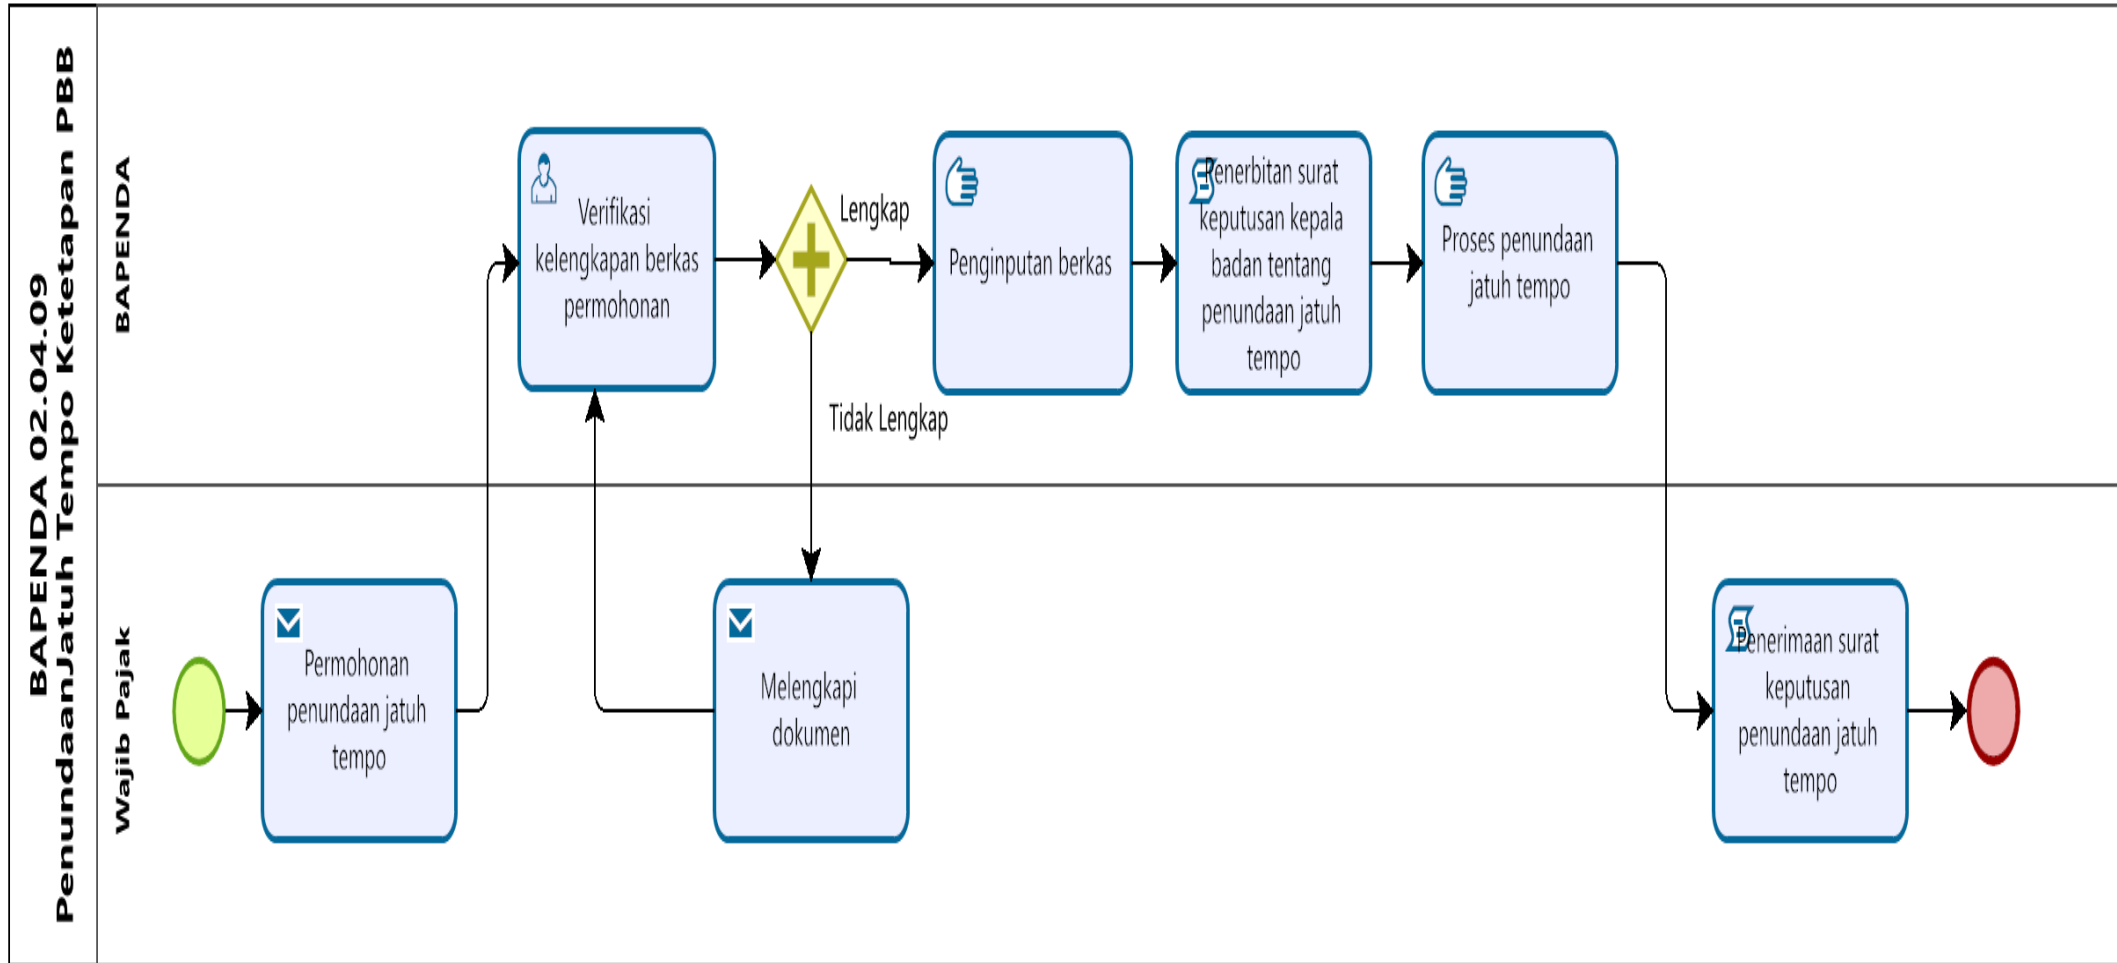 BAPENDA 02.04.09
PenundaanJatuh Tempo Ketetapan PBB
BAPENDA
Verifikasi
kelengkapan berkas
permohonan
Lengkap
Tidak Lengkap
Penginputan berkas
Penerbitan surat
keputusan kepala
badan tentang
penundaan jatuh
tempo
Proses penundaan
jatuh tempo
Wajib Pajak
Permohonan
penundaan jatuh
tempo
Melengkapi
dokumen
Penerimaan surat
keputusan
penundaan jatuh
tempo